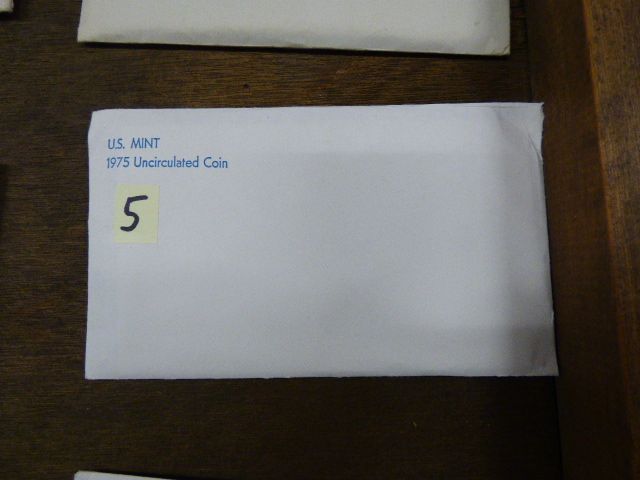 U.S. MINT
1975 Uncirculated Coin
5